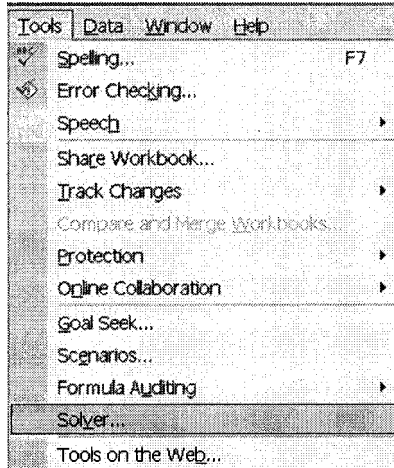 Tools Data Window Help
Spelling... F7
Error Checking...
Speech
Share Workbook...
Track Changes
Compare and Merge Workbooks...
Protection
Online Collaboration
Goal Seek...
Scenarios...
Formula Auditing
Solver...
Tools on the Web...